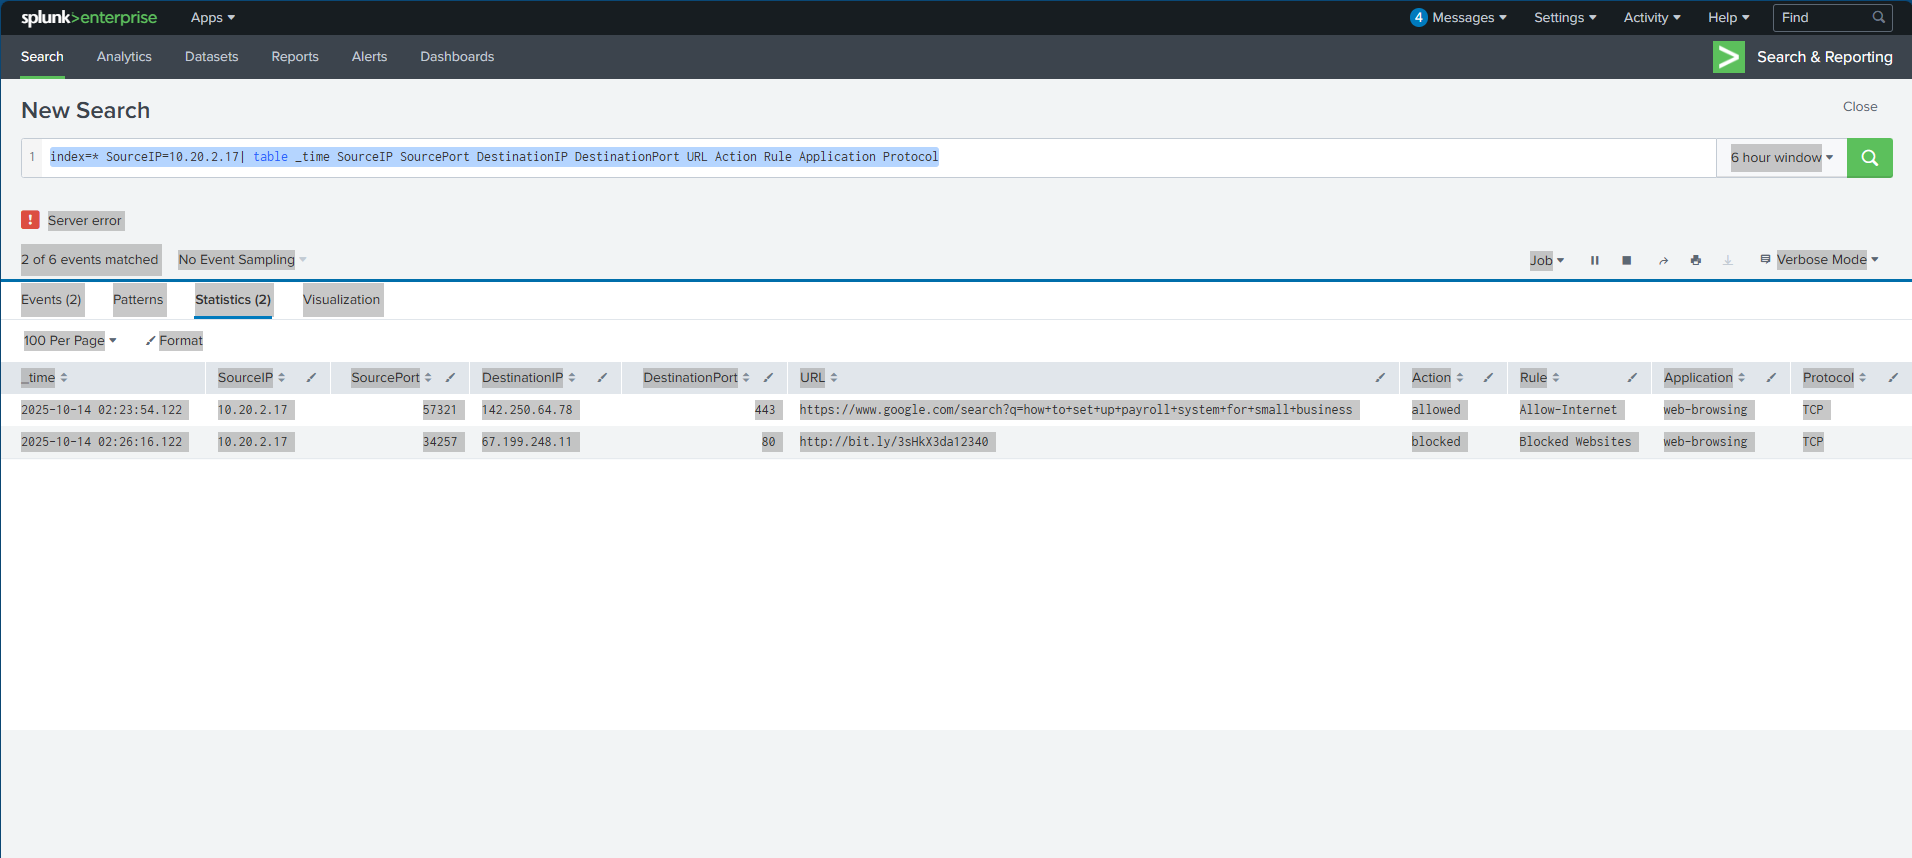 splunk>enterprise Apps 4 Messages Settings Activity Help Find
Search Analytics Datasets Reports Alerts Dashboards > Search & Reporting
New Search Close
1 index=* SourceIP=10.20.2.17| table _time SourceIP SourcePort DestinationIP DestinationPort URL Action Rule Application Protocol 6 hour window
! Server error
2 of 6 events matched No Event Sampling Job Verbose Mode
Events (2) Patterns Statistics (2) Visualization
100 Per Page Format
_time SourceIP SourcePort DestinationIP DestinationPort URL Action Rule Application Protocol
2025-10-14 02:23:54.122 10.20.2.17 57321 142.250.64.78 443 https://www.google.com/search?q=how+to+set+up+payroll+system+for+small+business allowed Allow-Internet web-browsing TCP
2025-10-14 02:26:16.122 10.20.2.17 34257 67.199.248.11 80 http://bit.ly/3sHkX3da12340 blocked Blocked Websites web-browsing TCP